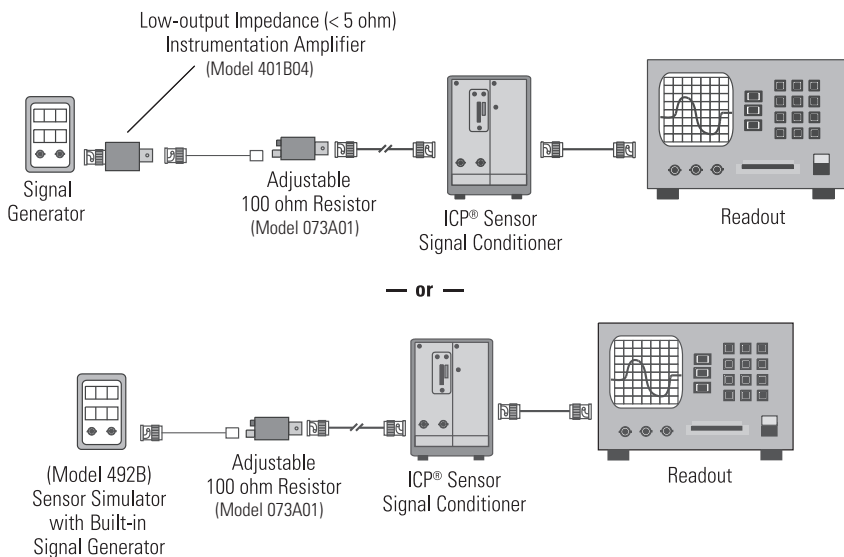 Low-output Impedance (< 5 ohm)
Instrumentation Amplifier
(Model 401B04)
Signal
Generator
Adjustable
100 ohm Resistor
(Model 073A01)
ICP® Sensor
Signal Conditioner
Readout
— or —
(Model 492B)
Sensor Simulator
with Built-in
Signal Generator
Adjustable
100 ohm Resistor
(Model 073A01)
ICP® Sensor
Signal Conditioner
Readout